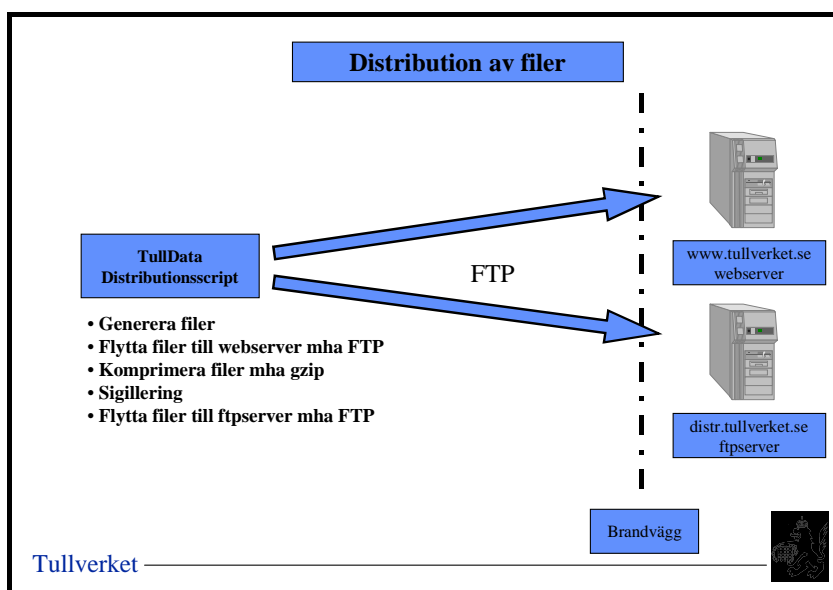 Distribution av filer
TullData
Distributionsscript
FTP
www.tullverket.se
webserver
• Generera filer
• Flytta filer till webserver mha FTP
• Komprimera filer mha gzip
• Sigillering
• Flytta filer till ftpserver mha FTP
distr.tullverket.se
ftpserver
Brandvägg
Tullverket